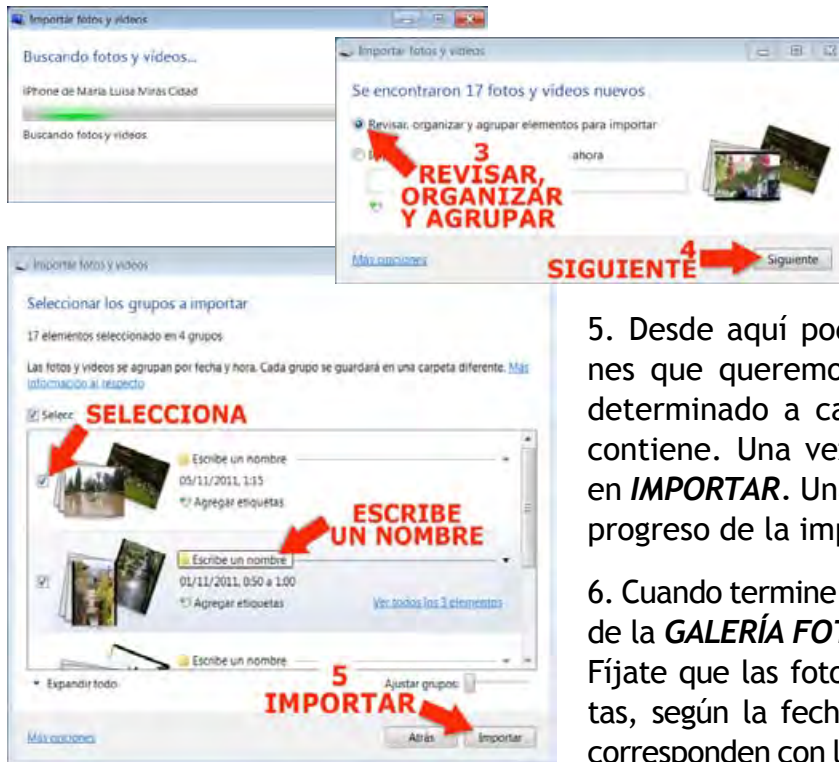 Importar fotos y vídeos
Buscando fotos y vídeos...
iPhone de María Luisa Miras Cidad
Buscando fotos y vídeos
Importar fotos y vídeos
Se encontraron 17 fotos y vídeos nuevos
Revisar, organizar y agrupar elementos para importar
ahora
3
REVISAR,
ORGANIZAR
Y AGRUPAR
Más opciones
4
SIGUIENTE
Siguiente
Importar fotos y vídeos
Seleccionar los grupos a importar
17 elementos seleccionado en 4 grupos
Las fotos y vídeos se agrupan por fecha y hora. Cada grupo se guardará en una carpeta diferente. Más
información al respecto
SELECCIONA
Escribe un nombre
05/11/2011, 1:15
Agregar etiquetas
ESCRIBE
UN NOMBRE
Escribe un nombre
01/11/2011, 0:50 a 1:00
Agregar etiquetas
Ver todos los 3 elementos
Escribe un nombre
Expandir todo
Ajustar grupos:
5
IMPORTAR
Más opciones
Atrás
Importar
5. Desde aquí pod
nes que queremo
determinado a ca
contiene. Una ve
en IMPORTAR. Un
progreso de la imp
6. Cuando termine
de la GALERÍA FOT
Fíjate que las foto
tas, según la fech
corresponden con l